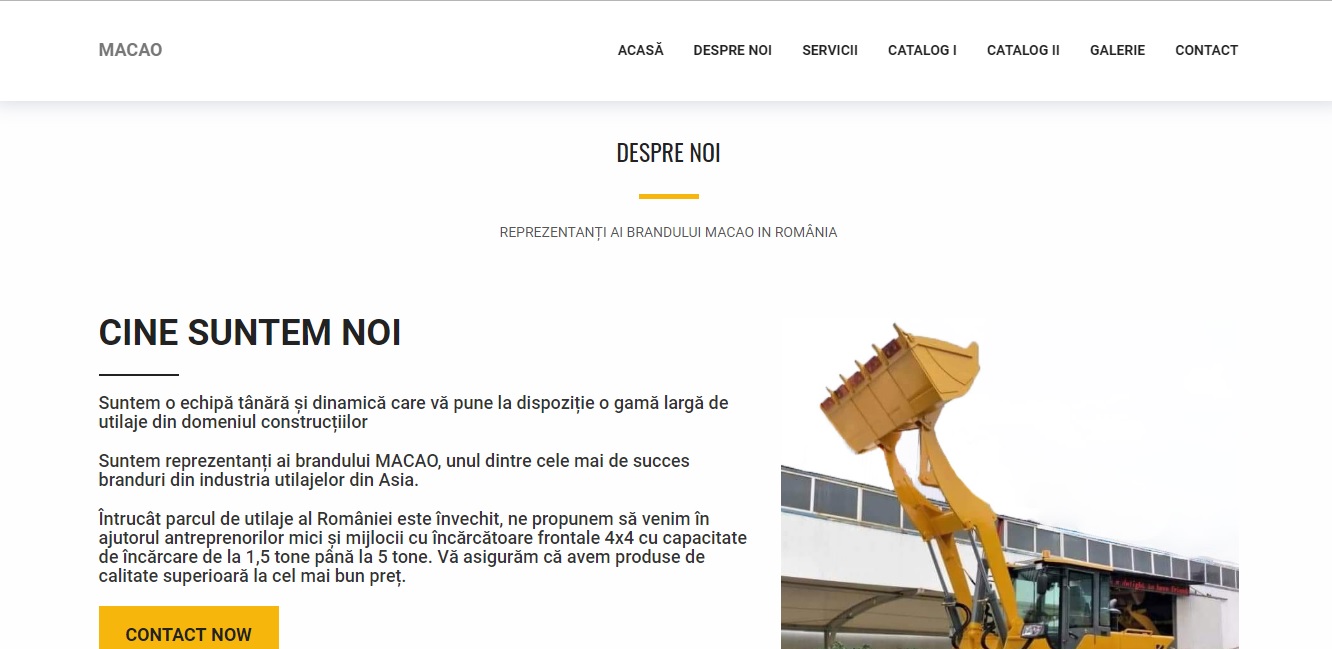 MACAO
ACASĂ DESPRE NOI SERVICII CATALOG I CATALOG II GALERIE CONTACT
DESPRE NOI
REPREZENTANȚI AI BRANDULUI MACAO IN ROMÂNIA
CINE SUNTEM NOI
Suntem o echipă tânără și dinamică care vă pune la dispoziție o gamă largă de
utilaje din domeniul construcțiilor
Suntem reprezentanți ai brandului MACAO, unul dintre cele mai de succes
branduri din industria utilajelor din Asia.
Întrucât parcul de utilaje al României este învechit, ne propunem să venim în
ajutorul antreprenorilor mici și mijlocii cu încărcătoare frontale 4x4 cu capacitate
de încărcare de la 1,5 tone până la 5 tone. Vă asigurăm că avem produse de
calitate superioară la cel mai bun preț.
CONTACT NOW